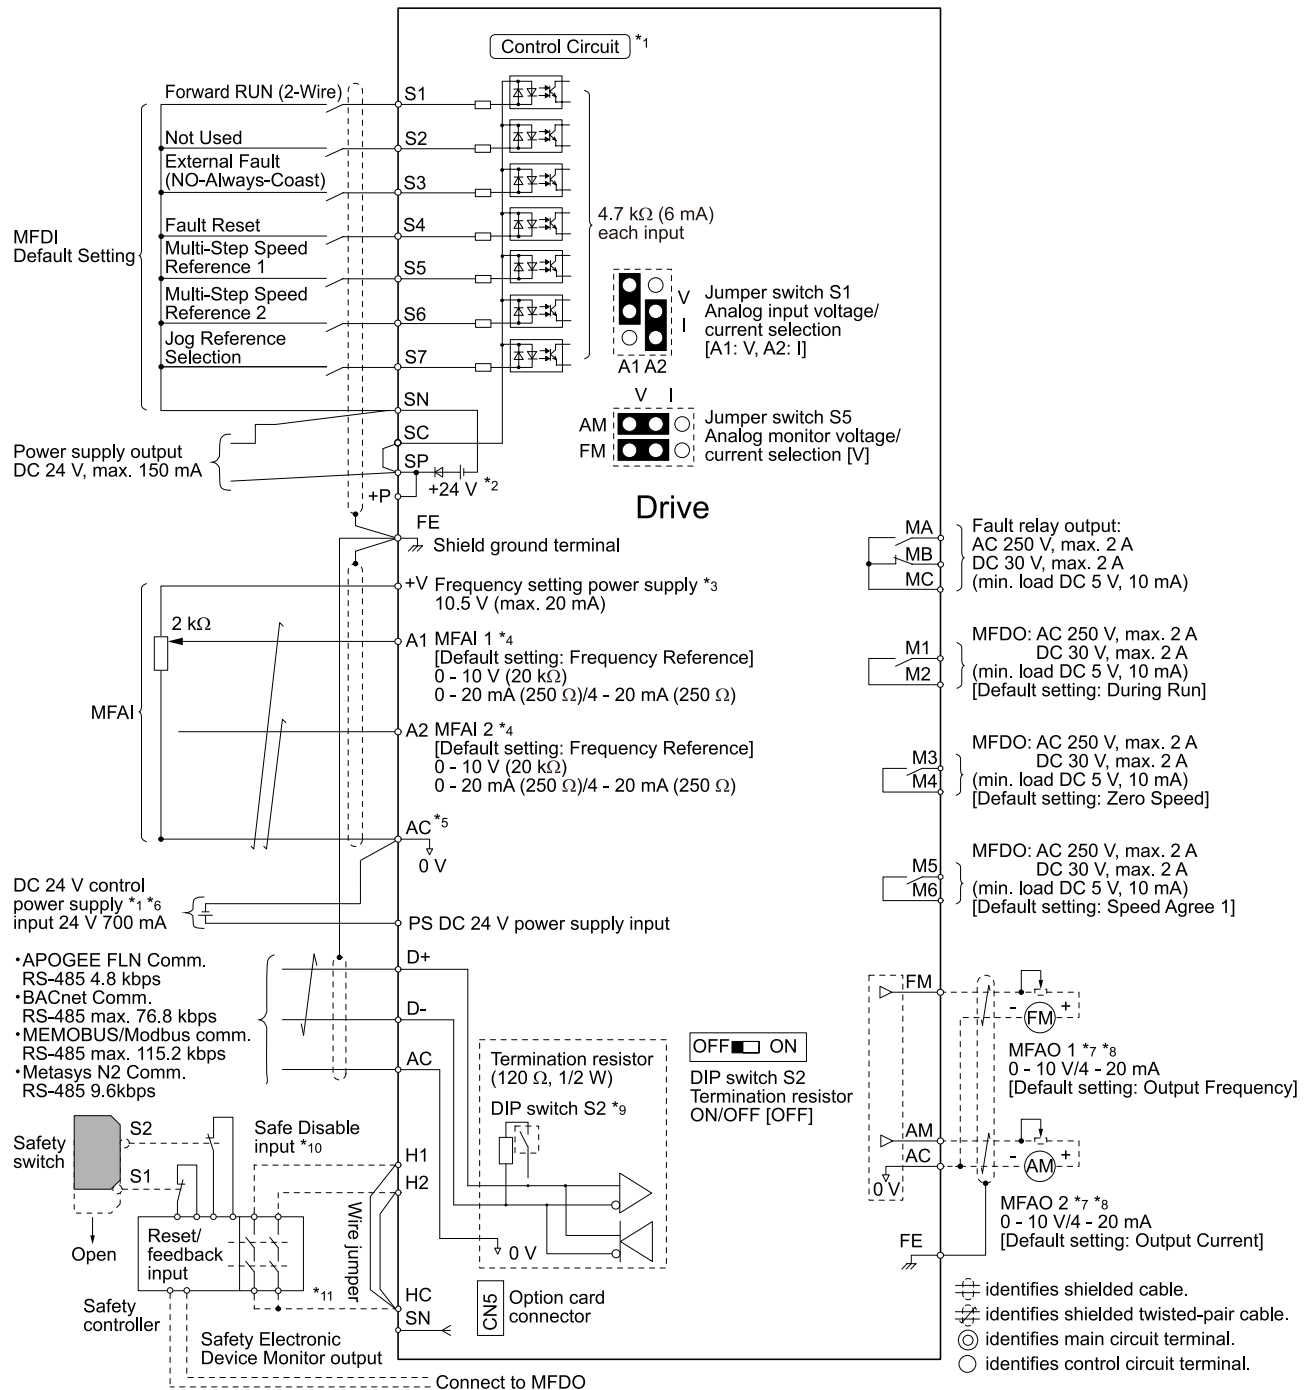 Control Circuit *1
Forward RUN (2-Wire)
S1
Not Used
S2
External Fault
(NO-Always-Coast)
S3
Fault Reset
S4
Multi-Step Speed
Reference 1
S5
Multi-Step Speed
Reference 2
S6
Jog Reference
Selection
S7
MFDI
Default Setting
4.7 kΩ (6 mA)
each input
V
I
A1 A2
Jumper switch S1
Analog input voltage/
current selection
[A1: V, A2: I]
V I
AM
FM
Jumper switch S5
Analog monitor voltage/
current selection [V]
SN
SC
SP
+P
+24 V *2
Power supply output
DC 24 V, max. 150 mA
Drive
FE
Shield ground terminal
+V Frequency setting power supply *3
10.5 V (max. 20 mA)
2 kΩ
A1 MFAI 1 *4
[Default setting: Frequency Reference]
0 - 10 V (20 kΩ)
0 - 20 mA (250 Ω)/4 - 20 mA (250 Ω)
MFAI
A2 MFAI 2 *4
[Default setting: Frequency Reference]
0 - 10 V (20 kΩ)
0 - 20 mA (250 Ω)/4 - 20 mA (250 Ω)
AC *5
0 V
DC 24 V control
power supply *1 *6
input 24 V 700 mA
PS DC 24 V power supply input
MA
MB
MC
Fault relay output:
AC 250 V, max. 2 A
DC 30 V, max. 2 A
(min. load DC 5 V, 10 mA)
M1
M2
MFDO: AC 250 V, max. 2 A
DC 30 V, max. 2 A
(min. load DC 5 V, 10 mA)
[Default setting: During Run]
M3
M4
MFDO: AC 250 V, max. 2 A
DC 30 V, max. 2 A
(min. load DC 5 V, 10 mA)
[Default setting: Zero Speed]
M5
M6
MFDO: AC 250 V, max. 2 A
DC 30 V, max. 2 A
(min. load DC 5 V, 10 mA)
[Default setting: Speed Agree 1]
•APOGEE FLN Comm.
RS-485 4.8 kbps
•BACnet Comm.
RS-485 max. 76.8 kbps
•MEMOBUS/Modbus comm.
RS-485 max. 115.2 kbps
•Metasys N2 Comm.
RS-485 9.6kbps
D+
D-
AC
Termination resistor
(120 Ω, 1/2 W)
DIP switch S2 *9
0 V
OFF ON
DIP switch S2
Termination resistor
ON/OFF [OFF]
FM
- FM +
MFAO 1 *7 *8
0 - 10 V/4 - 20 mA
[Default setting: Output Frequency]
AM
AC
0 V
- AM +
MFAO 2 *7 *8
0 - 10 V/4 - 20 mA
[Default setting: Output Current]
FE
Safety
switch
S2
S1
Open
Safe Disable
input *10
H1
H2
Wire jumper
Reset/
feedback
input
*11
HC
SN
Safety
controller
Safety Electronic
Device Monitor output
Connect to MFDO
CN5
Option card
connector
identifies shielded cable.
identifies shielded twisted-pair cable.
identifies main circuit terminal.
identifies control circuit terminal.